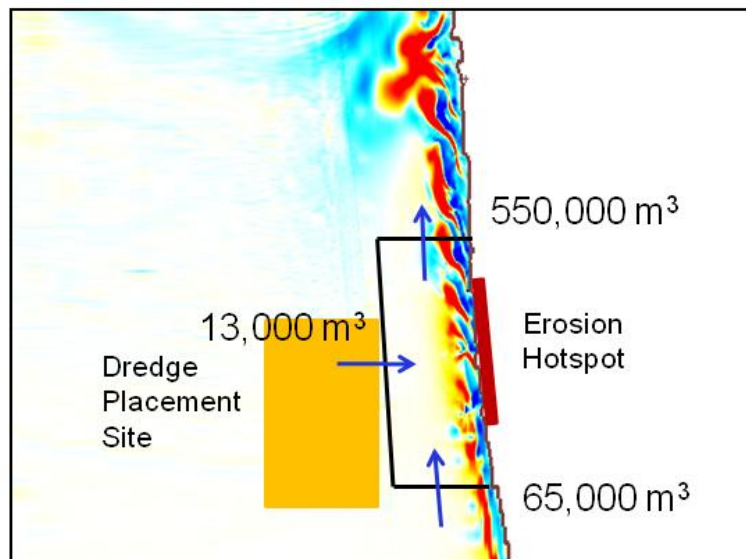 550,000 m³
13,000 m³
Erosion
Hotspot
Dredge
Placement
Site
65,000 m³